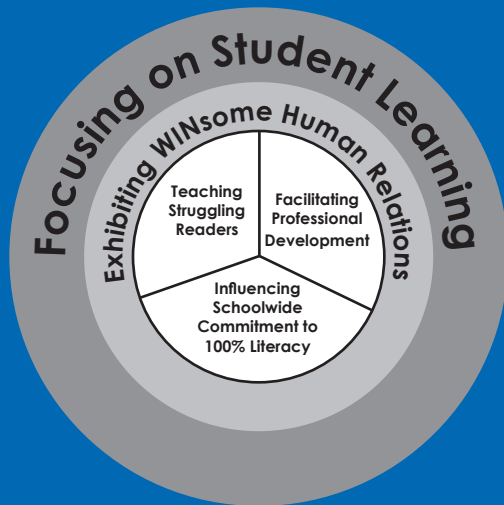 Focusing on Student Learning
Exhibiting WINsome Human Relations
Teaching
Struggling
Readers
Facilitating
Professional
Development
Influencing
Schoolwide
Commitment to
100% Literacy